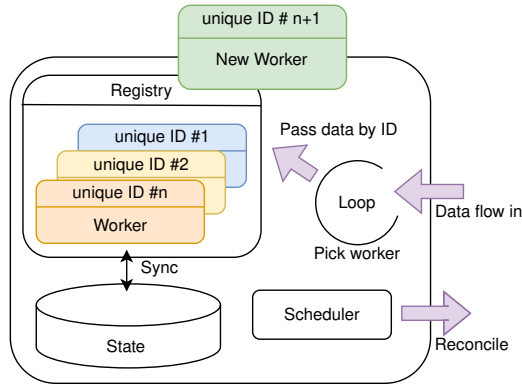 unique ID # n+1
New Worker
Registry
unique ID #1
unique ID #2
unique ID #n
Worker
Pass data by ID
Loop
Data flow in
Pick worker
Sync
State
Scheduler
Reconcile